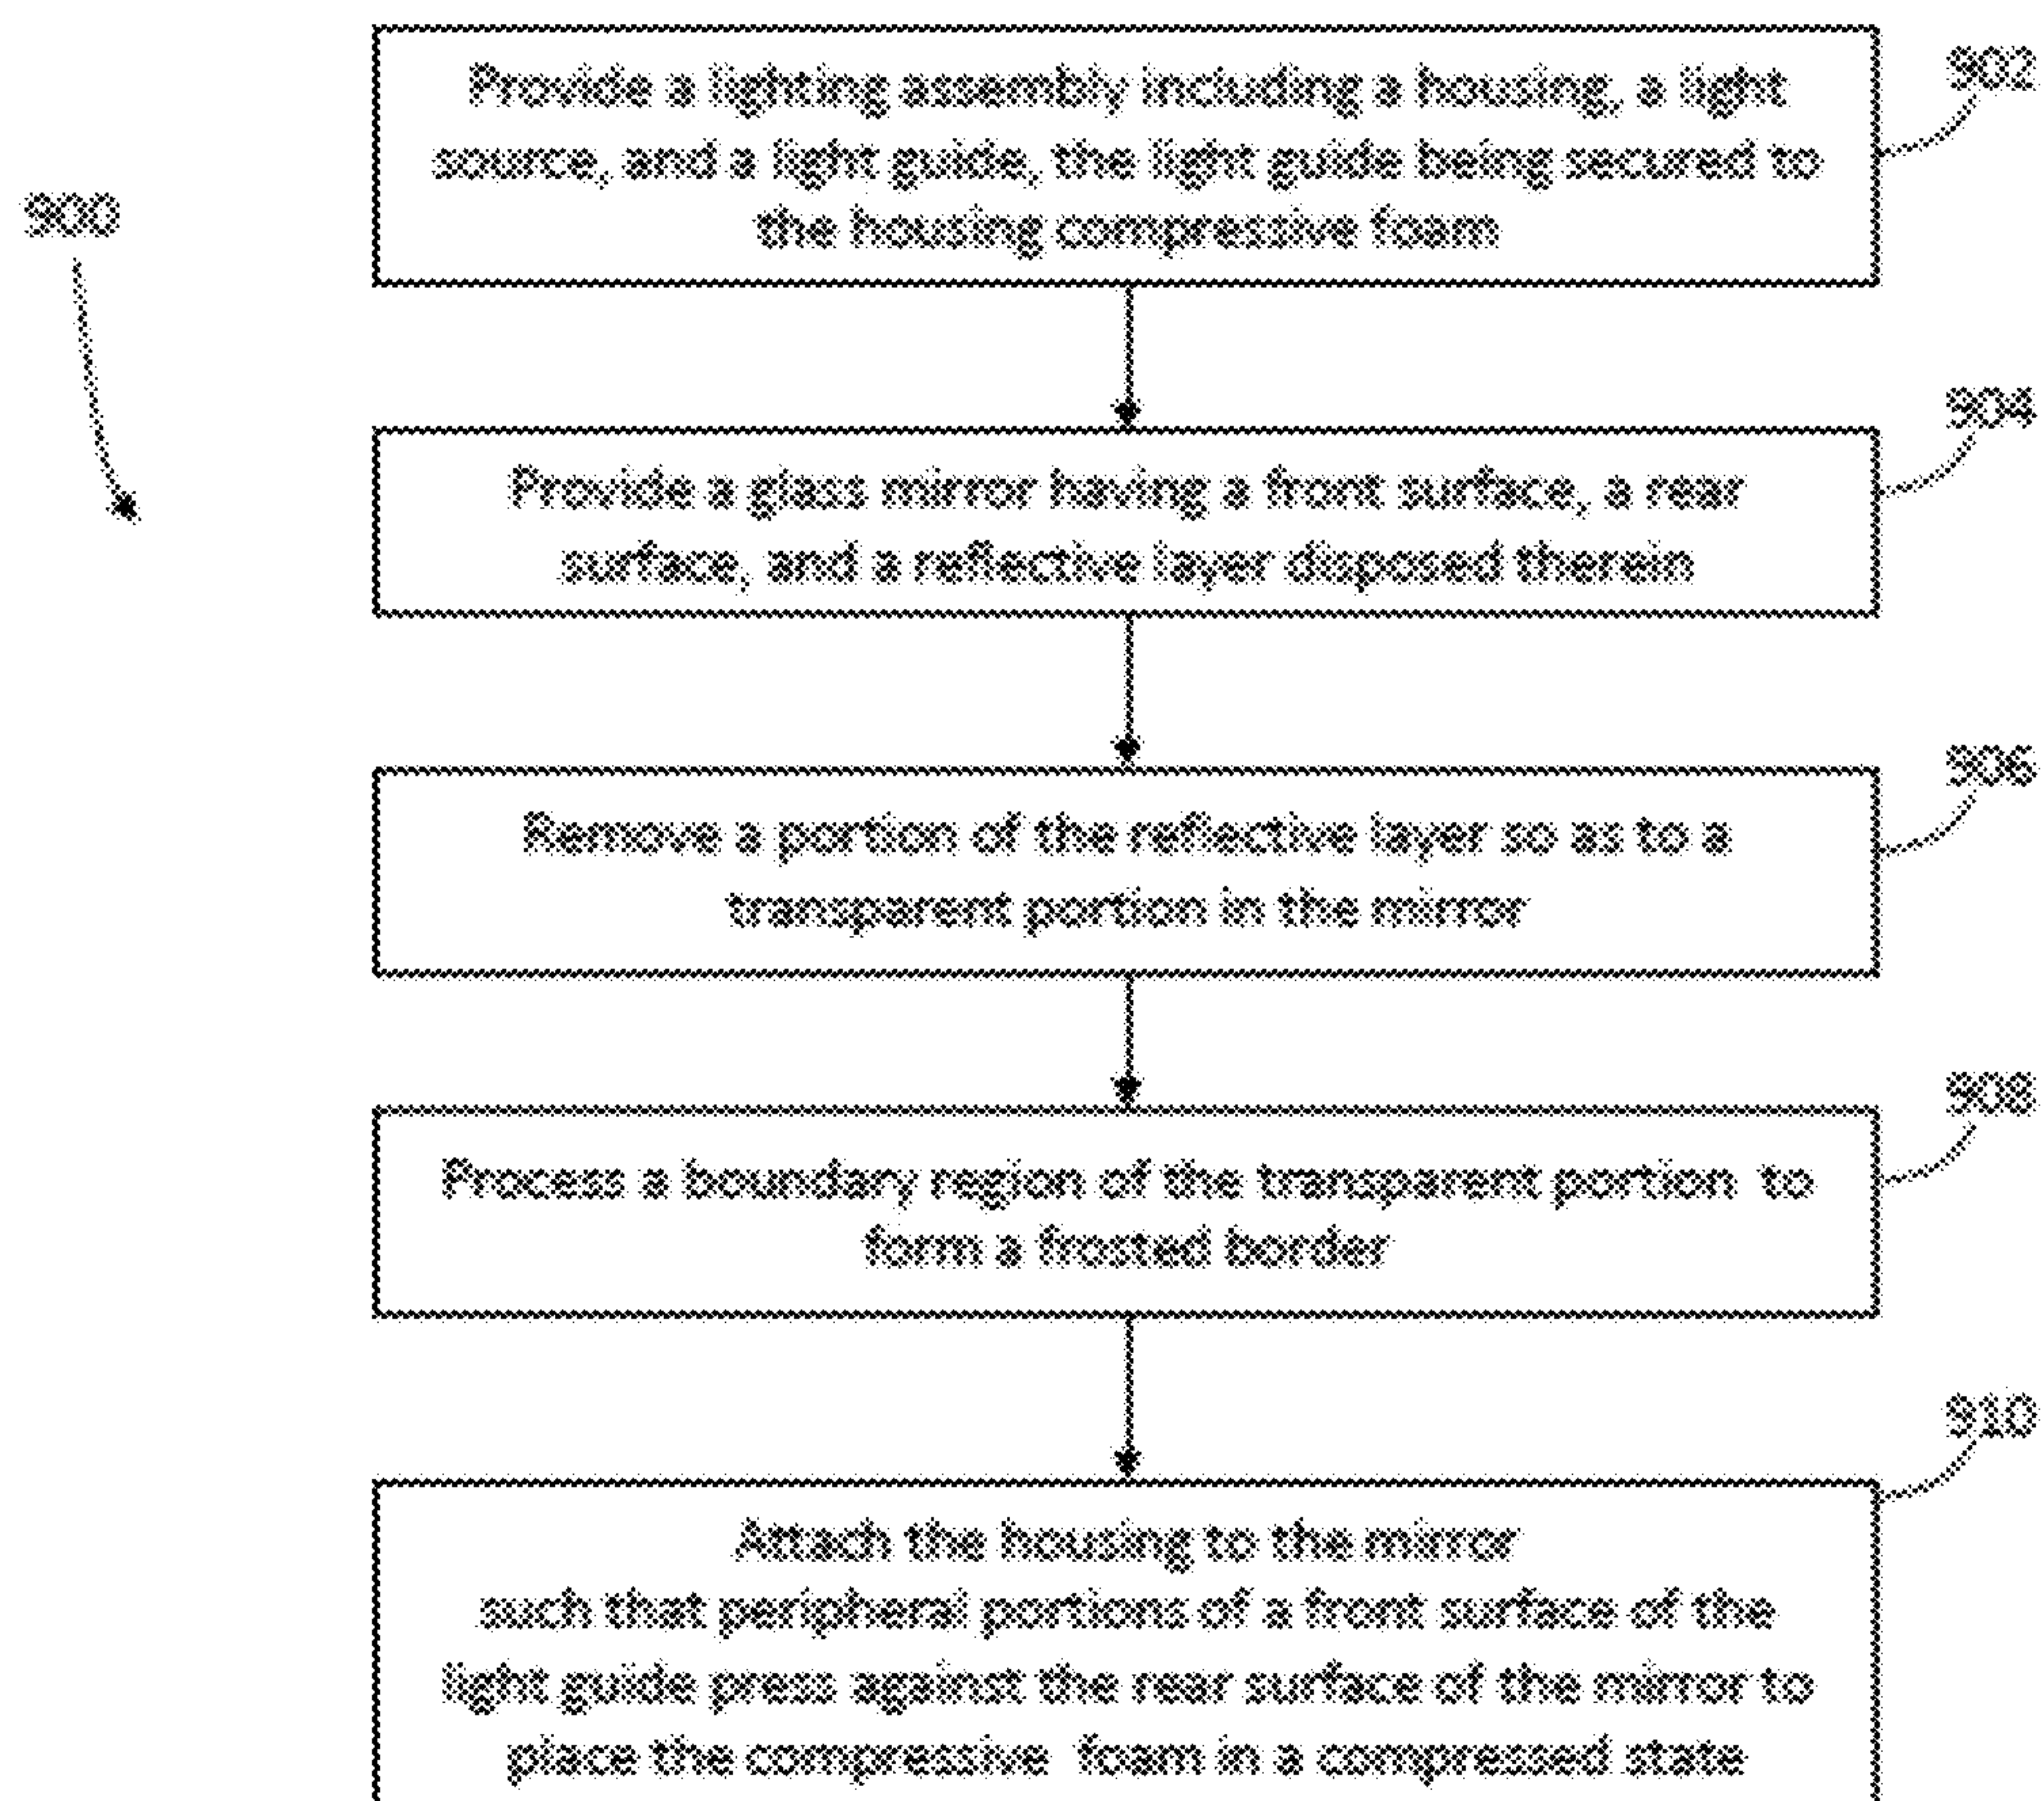 902
Provide a lighting assembly including a housing, a light
source, and a light guide, the light guide being secured to
the housing compressive foam
900
904
Provide a glass mirror having a front surface, a rear
surface, and a reflective layer disposed therein
906
Remove a portion of the reflective layer so as to a
transparent portion in the mirror
908
Process a boundary region of the transparent portion to
form a frosted border
910
Attach the housing to the mirror
such that peripheral portions of a front surface of the
light guide press against the rear surface of the mirror to
place the compressive foam in a compressed state